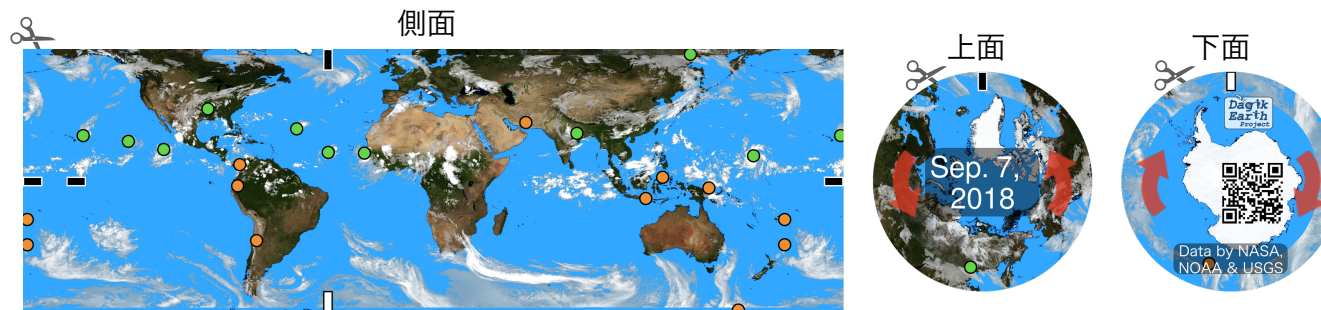 側面
上面
下面
Sep. 7,
2018
Dagik
Earth
Project
Data by NASA,
NOAA & USGS